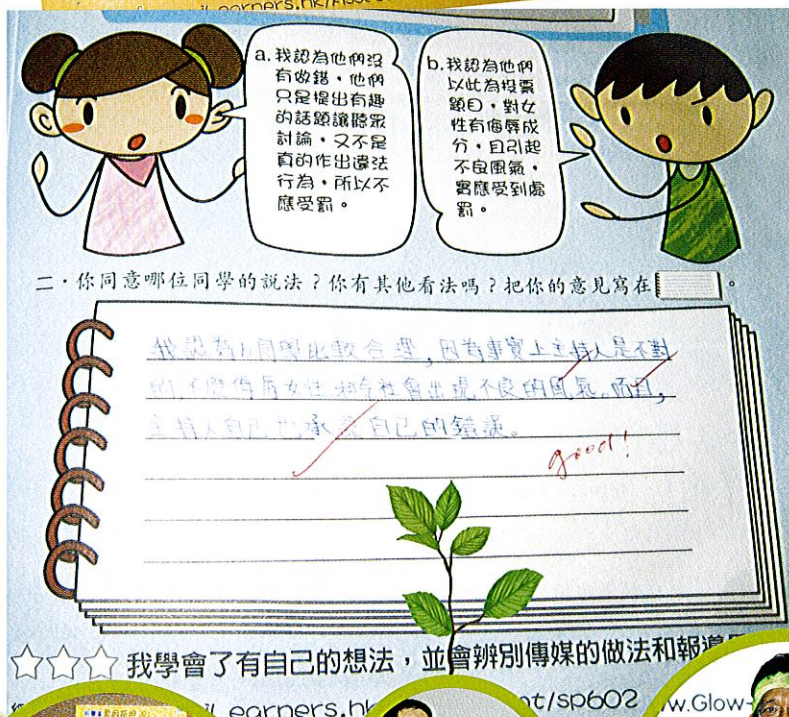 earners.hk/
a.我認為他們沒
有做錯，他們
只是提出有趣
的話題讓聽眾
討論，又不是
真的作出違法
行為，所以不
應受罰。
b.我認為他們
以此為投票
題目，對女
性有侮辱成
分，且引起
不良風氣，
實應受到處
罰。
二．你同意哪位同學的說法？你有其他看法嗎？把你的意見寫在 。
我認為b同學比較合理，因為事實上主持人是不對
的，不應侮辱女性，令社會出現不良的風氣。而且，
主持人自己也承認自己的錯誤。
good!
☆☆☆ 我學會了有自己的想法，並會辨別傳媒的做法和報道
earners.h
ot/sp602
w.Glow-